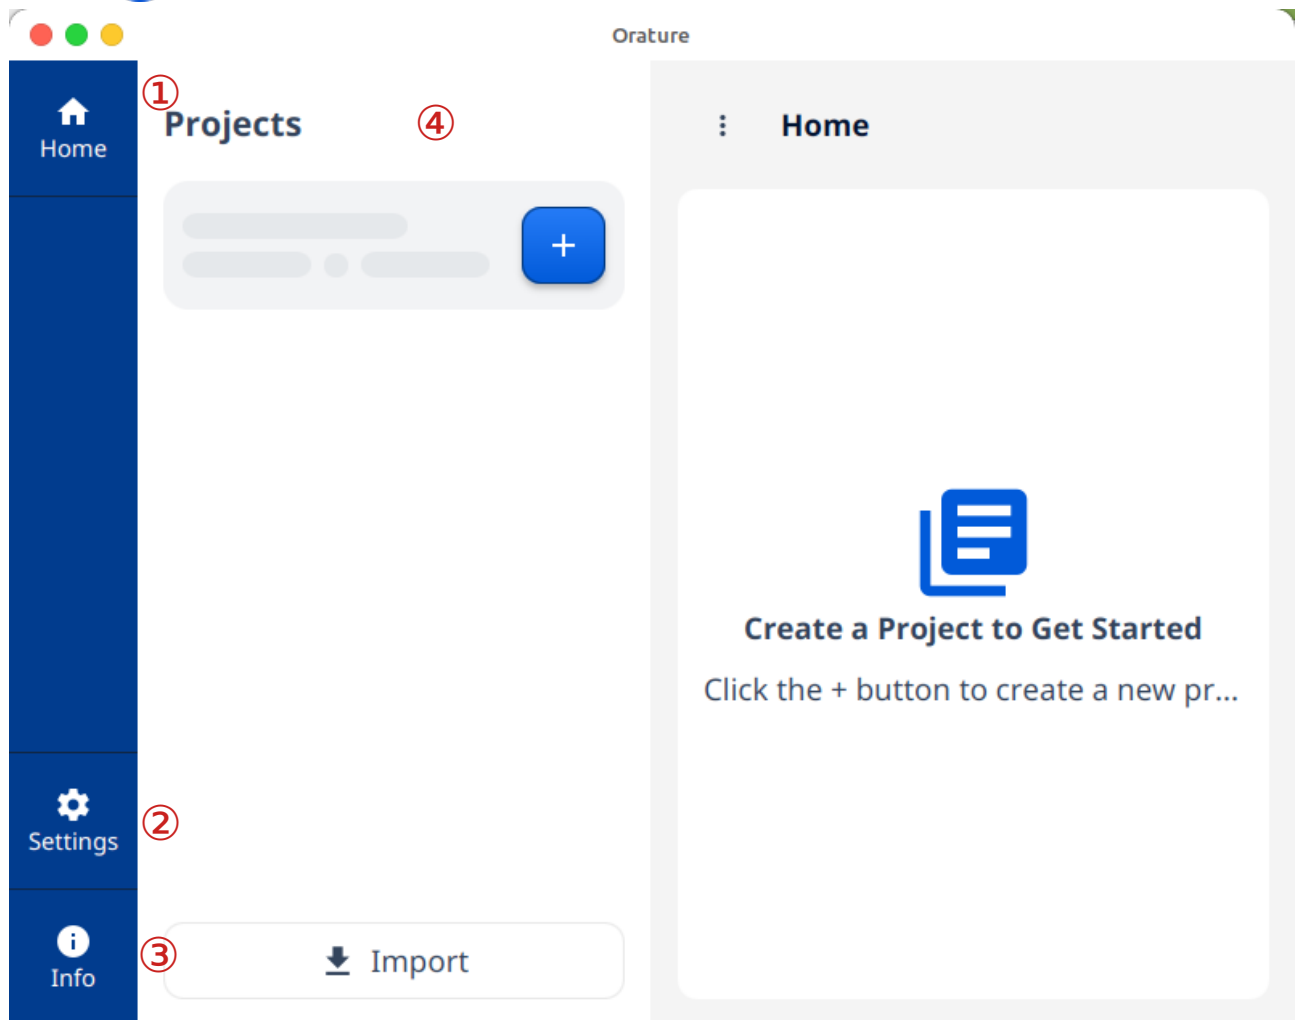 Orature
Home
①
Projects
④
Home
Create a Project to Get Started
Click the + button to create a new pr...
Settings
②
Info
③
Import